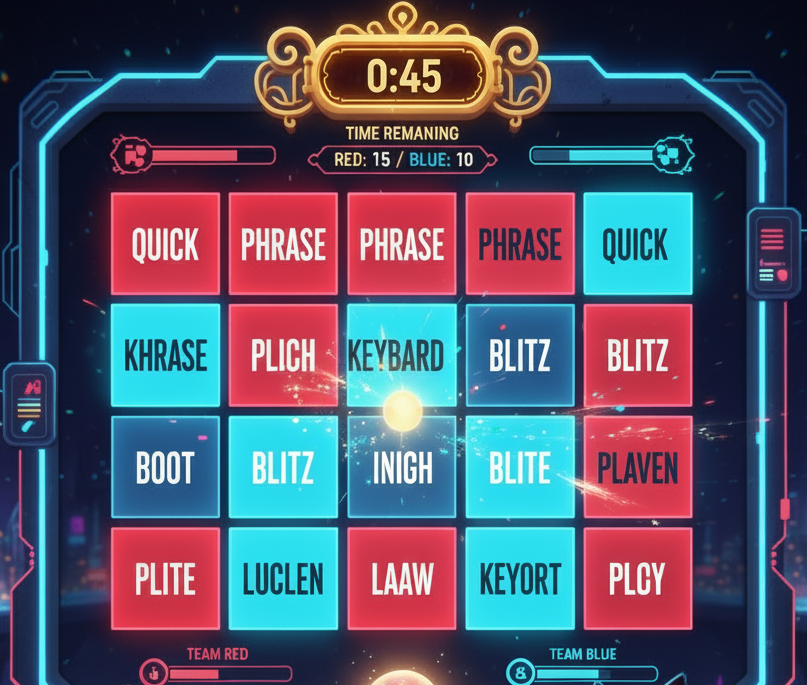 0:45
TIME REMANING
RED: 15 / BLUE: 10
QUICK PHRASE PHRASE PHRASE QUICK
KHRASE PLICH KEYBARD BLITZ BLITZ
BOOT BLITZ INIGH BLITE PLAVEN
PLITE LUCLEN LAAW KEYORT PLCY
TEAM RED TEAM BLUE